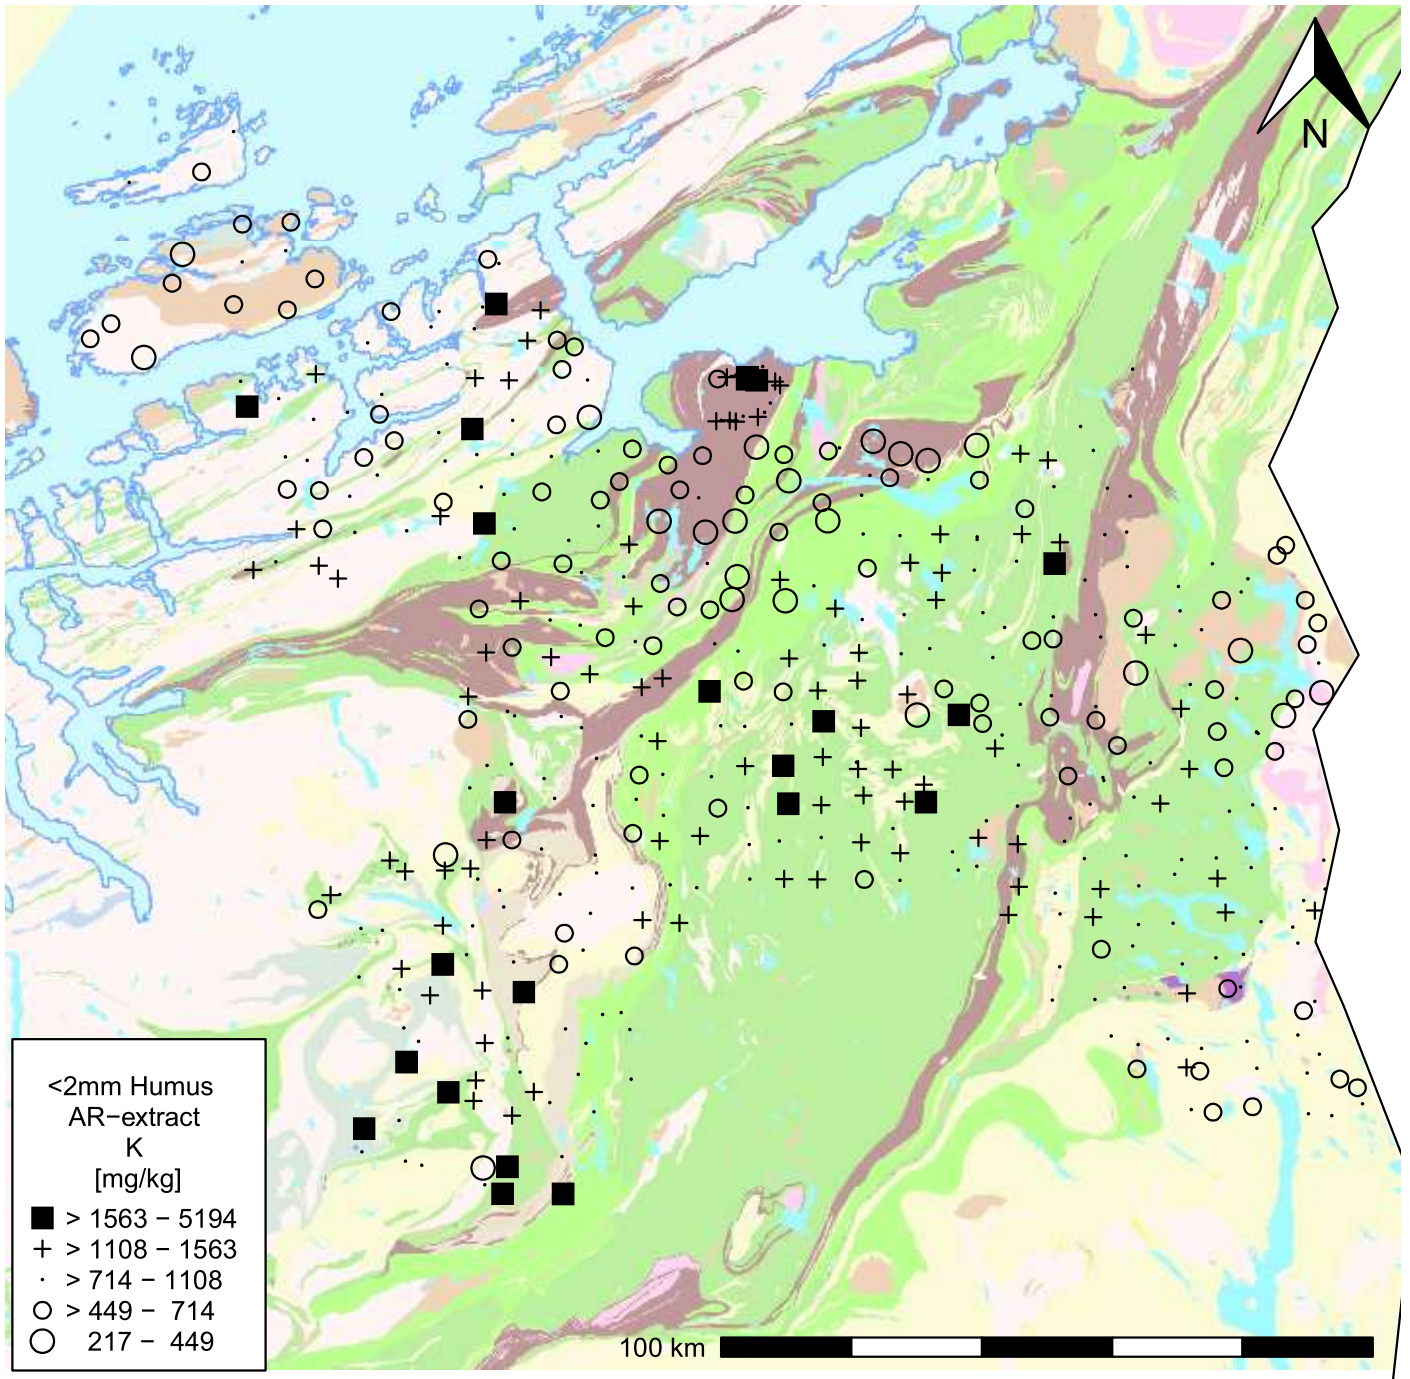 N
<2mm Humus
AR−extract
K
[mg/kg]
> 1563 − 5194
> 1108 − 1563
> 714 − 1108
> 449 − 714
217 − 449
100 km